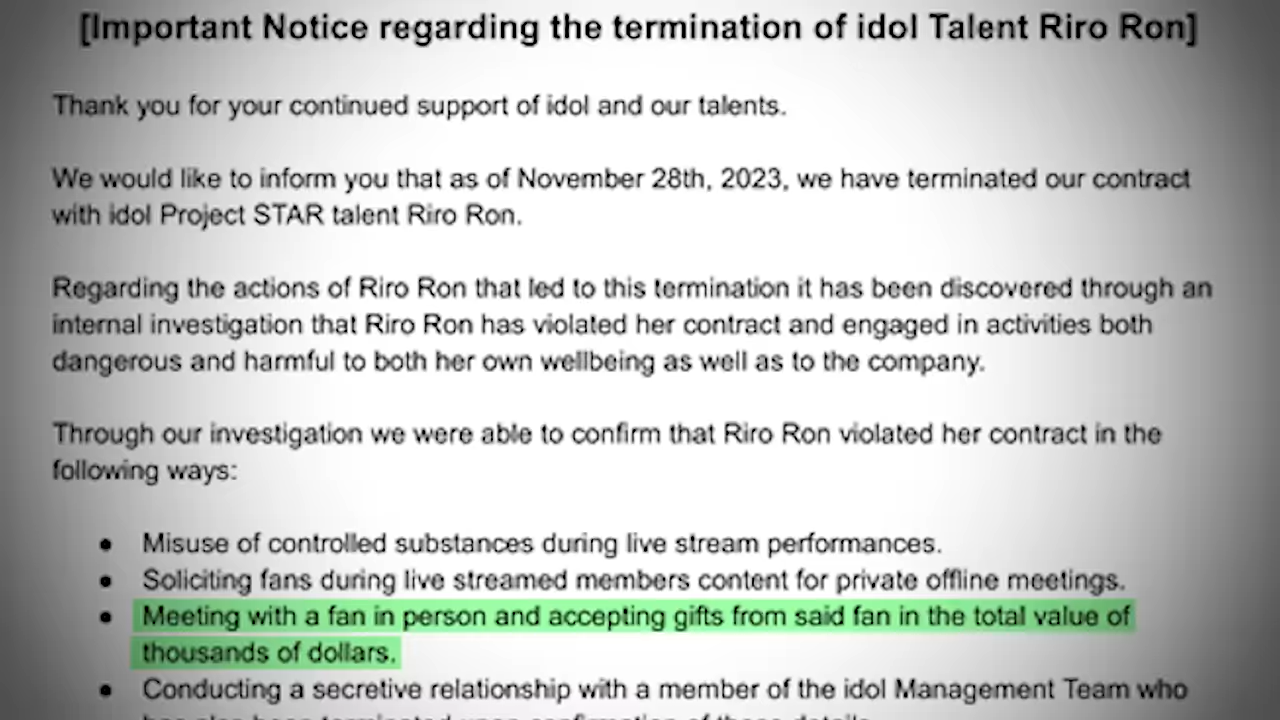 [Important Notice regarding the termination of idol Talent Riro Ron]
Thank you for your continued support of idol and our talents.
We would like to inform you that as of November 28th, 2023, we have terminated our contract
with idol Project STAR talent Riro Ron.
Regarding the actions of Riro Ron that led to this termination it has been discovered through an
internal investigation that Riro Ron has violated her contract and engaged in activities both
dangerous and harmful to both her own wellbeing as well as to the company.
Through our investigation we were able to confirm that Riro Ron violated her contract in the
following ways:
● Misuse of controlled substances during live stream performances.
● Soliciting fans during live streamed members content for private offline meetings.
● Meeting with a fan in person and accepting gifts from said fan in the total value of
thousands of dollars.
● Conducting a secretive relationship with a member of the idol Management Team who